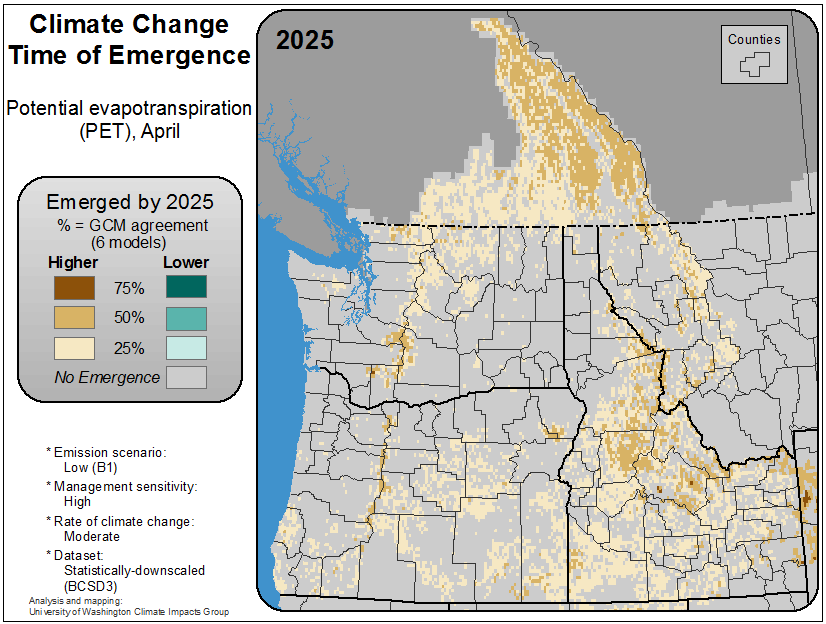 Climate Change
Time of Emergence
Potential evapotranspiration
(PET), April
Emerged by 2025
% = GCM agreement
(6 models)
Higher Lower
75%
50%
25%
No Emergence
* Emission scenario:
Low (B1)
* Management sensitivity:
High
* Rate of climate change:
Moderate
* Dataset:
Statistically-downscaled
(BCSD3)
Analysis and mapping:
University of Washington Climate Impacts Group
2025
Counties